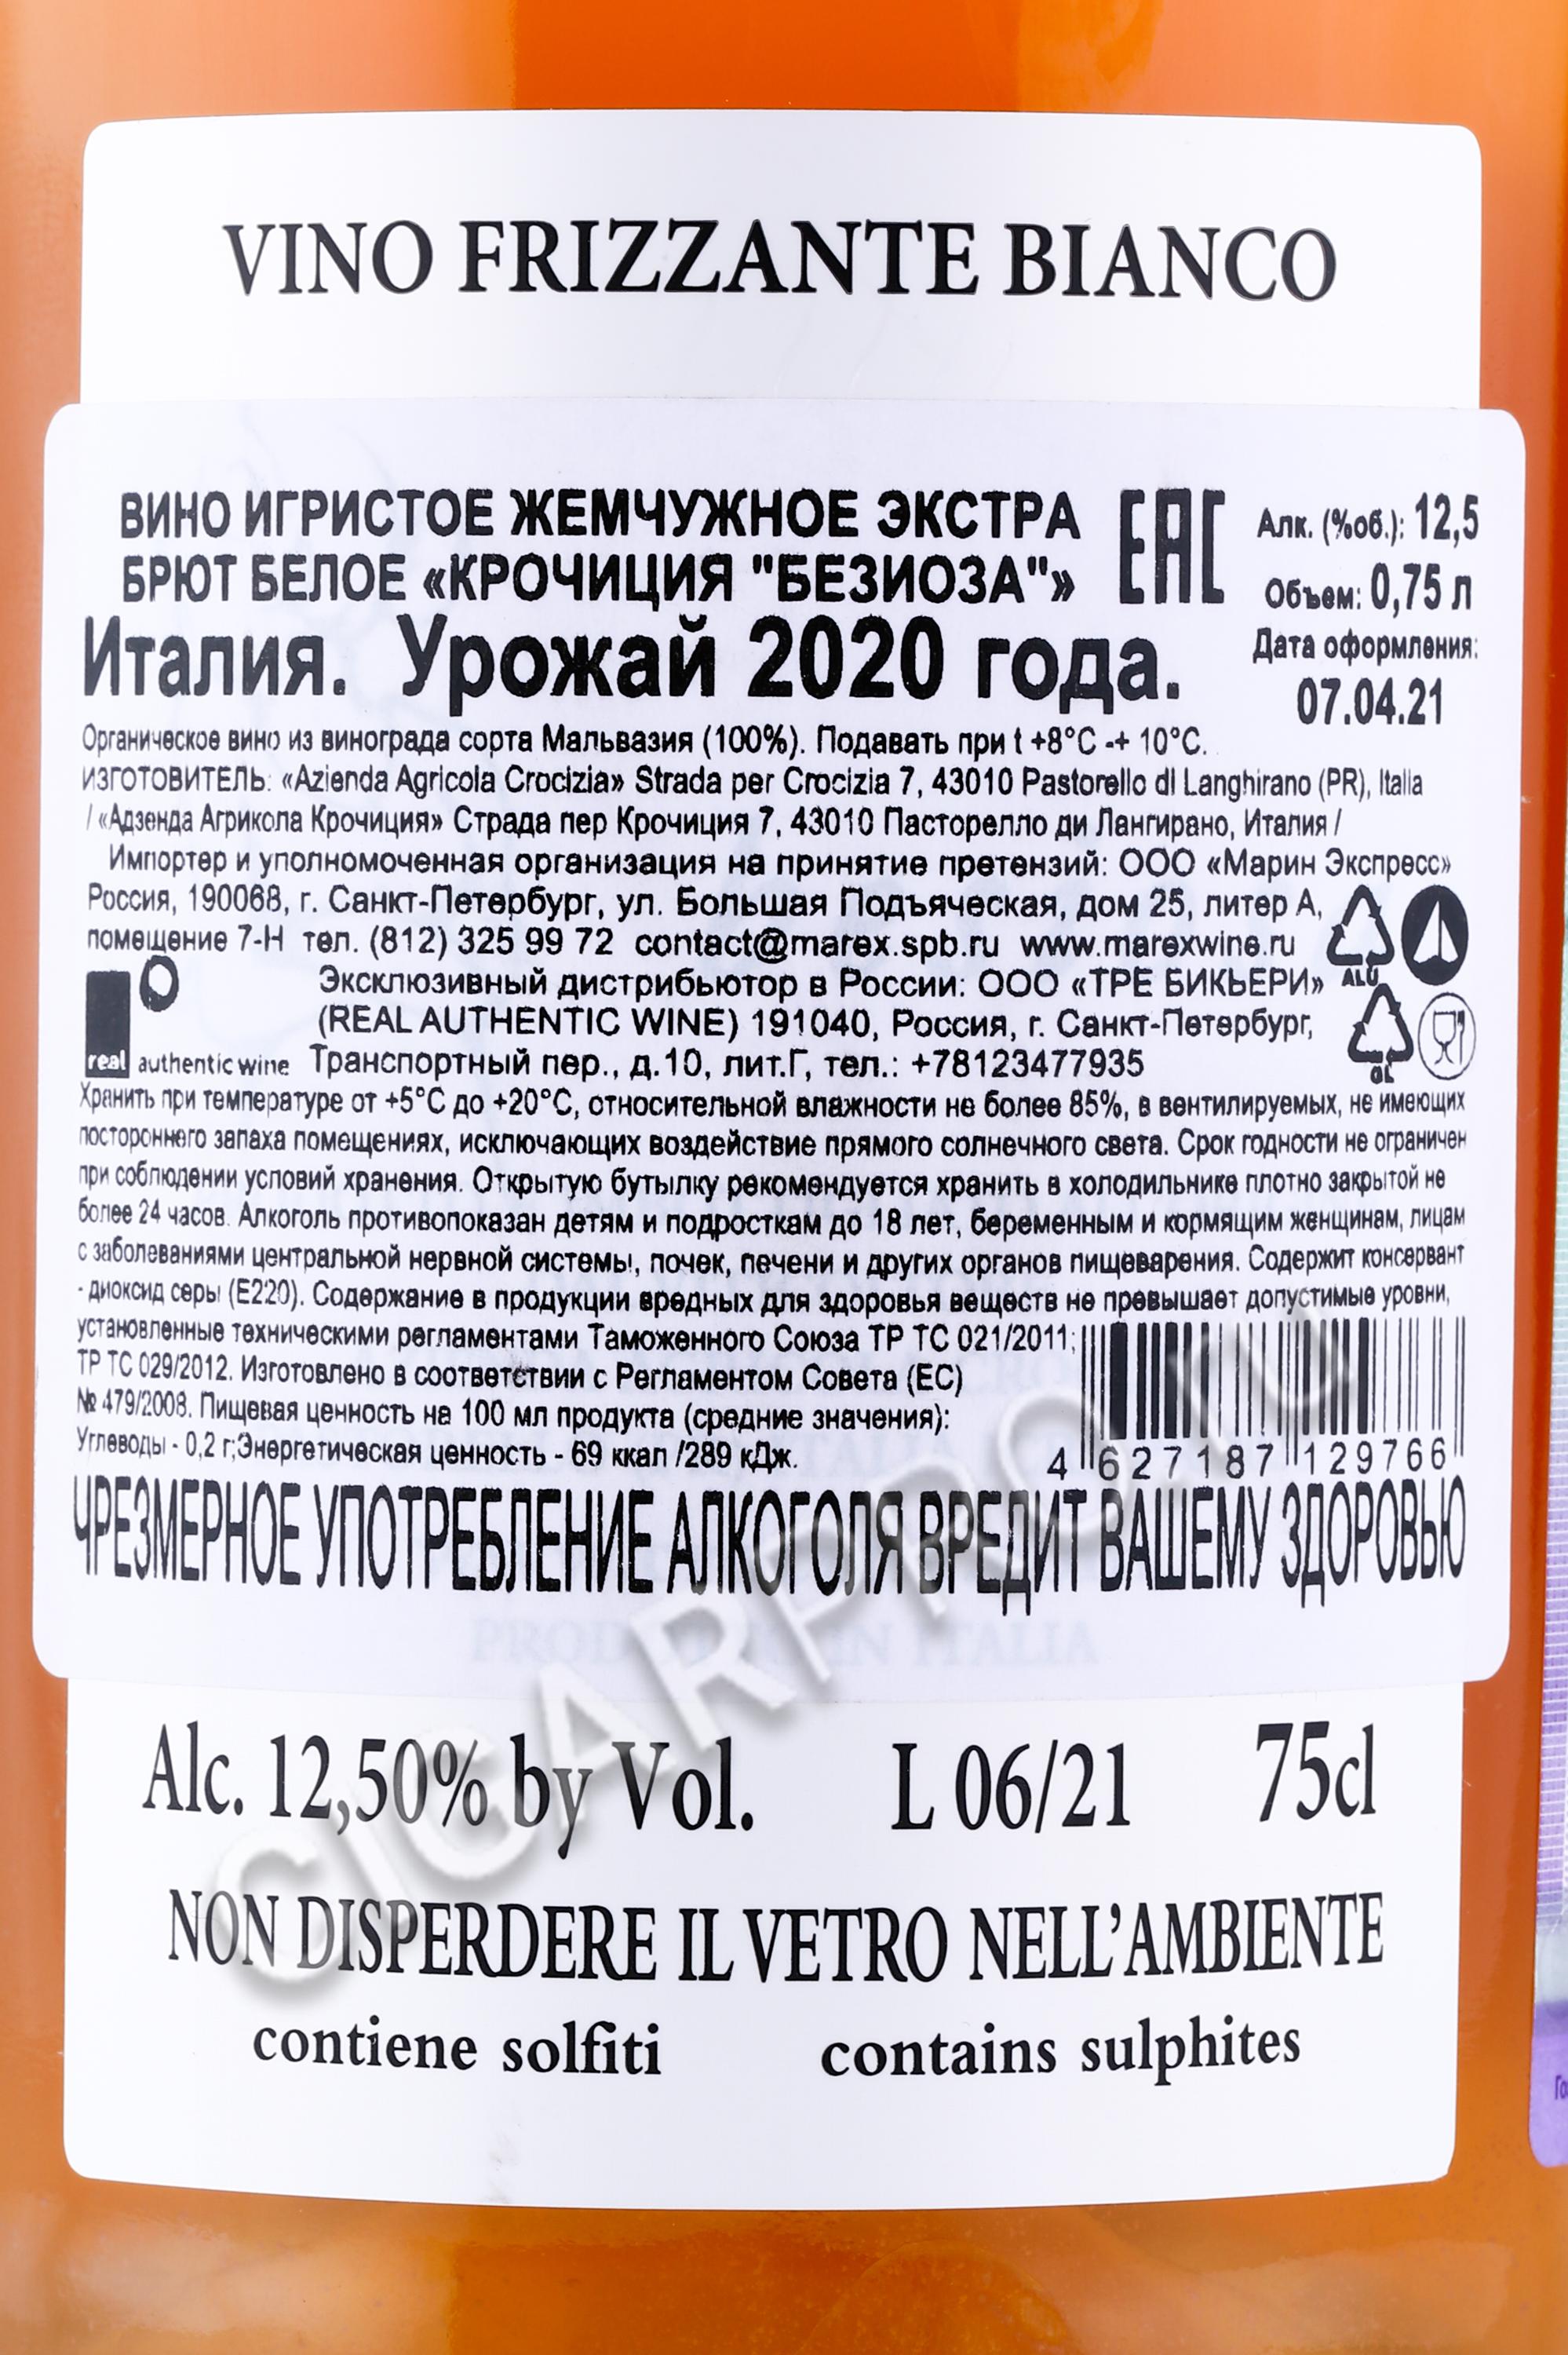 VINO FRIZZANTE BIANCO
ВИНО ИГРИСТОЕ ЖЕМЧУЖНОЕ ЭКСТРА
БРЮТ БЕЛОЕ «КРОЧИЦИЯ "БЕЗИОЗА"»
Италия. Урожай 2020 года.
EAC
Алк. (%об.): 12,5
Объем: 0,75 л
Дата оформления:
07.04.21
Органическое вино из винограда сорта Мальвазия (100%). Подавать при t +8°C -+ 10°C.
ИЗГОТОВИТЕЛЬ: «Azienda Agricola Crocizia» Strada per Crocizia 7, 43010 Pastorello di Langhirano (PR), Italia
/ «Адзенда Агрикола Крочиция» Страда пер Крочиция 7, 43010 Пасторелло ди Лангирано, Италия /
Импортер и уполномоченная организация на принятие претензий: ООО «Марин Экспресс»
Россия, 190068, г. Санкт-Петербург, ул. Большая Подъяческая, дом 25, литер А,
помещение 7-Н тел. (812) 325 99 72 contact@marex.spb.ru www.marexwine.ru
ALU
Эксклюзивный дистрибьютор в России: ООО «ТРЕ БИКЬЕРИ»
(REAL AUTHENTIC WINE) 191040, Россия, г. Санкт-Петербург,
real authentic wine Транспортный пер., д.10, лит.Г, тел.: +78123477935
GL
Хранить при температуре от +5°C до +20°C, относительной влажности не более 85%, в вентилируемых, не имеющих
постороннего запаха помещениях, исключающих воздействие прямого солнечного света. Срок годности не ограничен
при соблюдении условий хранения. Открытую бутылку рекомендуется хранить в холодильнике плотно закрытой не
более 24 часов. Алкоголь противопоказан детям и подросткам до 18 лет, беременным и кормящим женщинам, лицам
с заболеваниями центральной нервной системы, почек, печени и других органов пищеварения. Содержит консервант
- диоксид серы (E220). Содержание в продукции вредных для здоровья веществ не превышает допустимые уровни,
установленные техническими регламентами Таможенного Союза ТР ТС 021/2011;
ТР ТС 029/2012. Изготовлено в соответствии с Регламентом Совета (ЕС)
№ 479/2008. Пищевая ценность на 100 мл продукта (средние значения):
Углеводы - 0,2 г;Энергетическая ценность - 69 ккал /289 кДж.
4 627187 129766
ЧРЕЗМЕРНОЕ УПОТРЕБЛЕНИЕ АЛКОГОЛЯ ВРЕДИТ ВАШЕМУ ЗДОРОВЬЮ
CIGARPRO.RU
Alc. 12,50% by Vol. L 06/21 75cl
NON DISPERDERE IL VETRO NELL'AMBIENTE
contiene solfiti contains sulphites